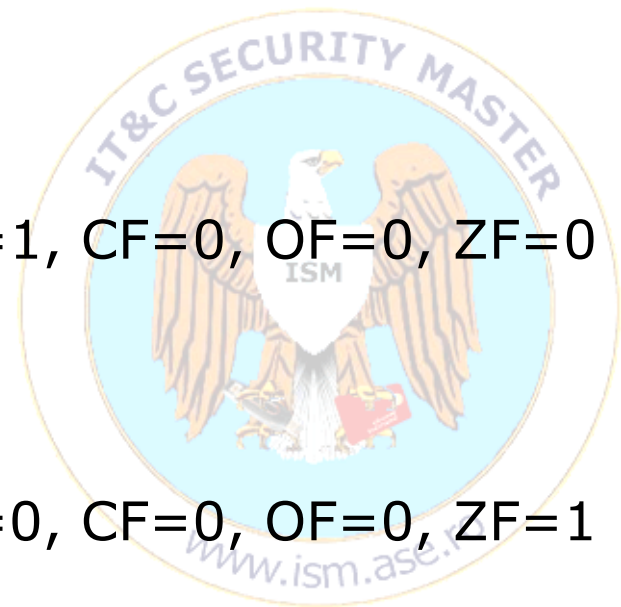 IT&C SECURITY MASTER
=1, CF=0, OF=0, ZF=0
ISM
=0, CF=0, OF=0, ZF=1
www.ism.ase.ro